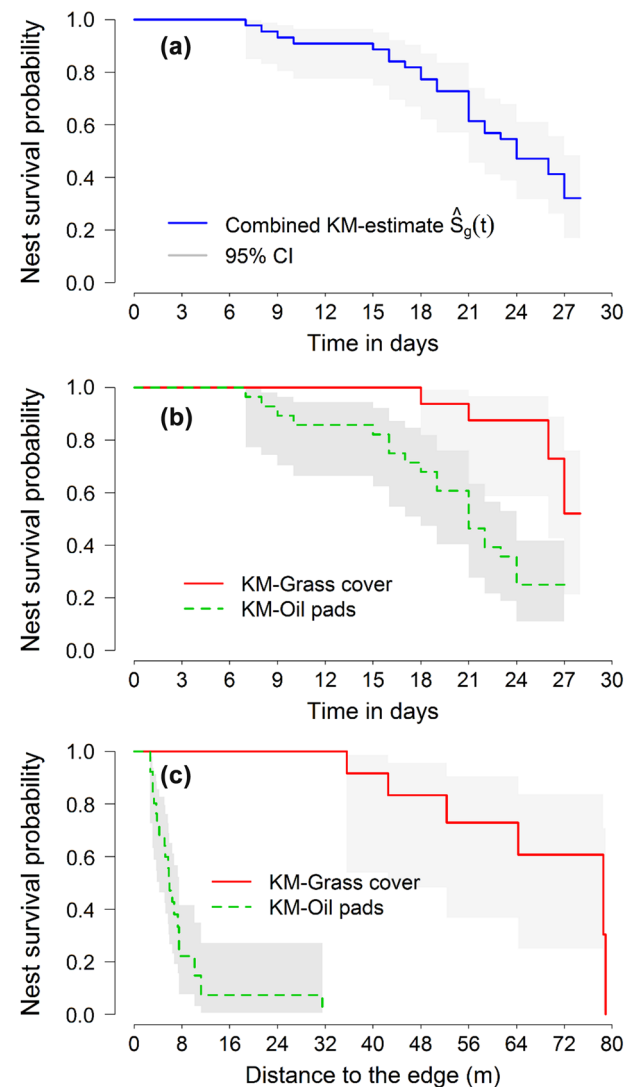 (a)
Nest survival probability
1.0
0.8
0.6
0.4
0.2
0.0
Combined KM-estimate Ŝg(t)
95% CI
0 3 6 9 12 15 18 21 24 27 30
Time in days
(b)
Nest survival probability
1.0
0.8
0.6
0.4
0.2
0.0
KM-Grass cover
KM-Oil pads
0 3 6 9 12 15 18 21 24 27 30
Time in days
(c)
Nest survival probability
1.0
0.8
0.6
0.4
0.2
0.0
KM-Grass cover
KM-Oil pads
0 8 16 24 32 40 48 56 64 72 80
Distance to the edge (m)